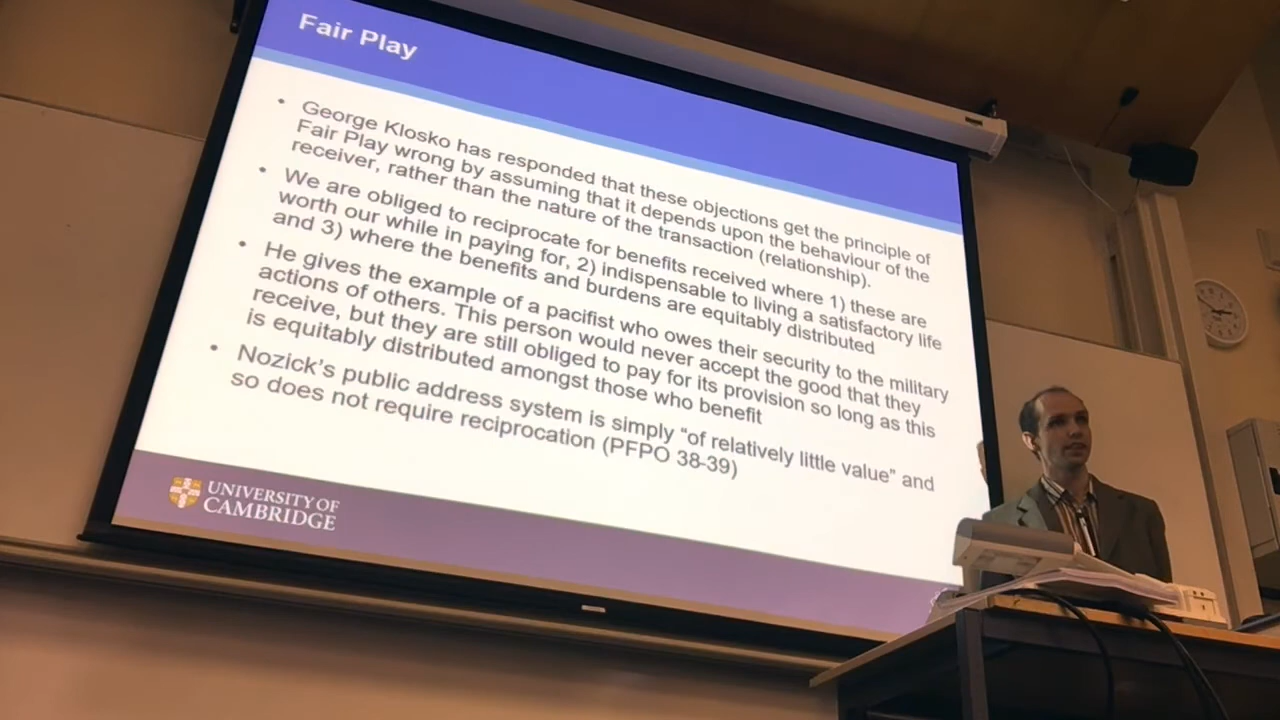 Fair Play
• George Klosko has responded that these objections get the principle of
Fair Play wrong by assuming that it depends upon the behaviour of the
receiver, rather than the nature of the transaction (relationship).
• We are obliged to reciprocate for benefits received where 1) these are
worth our while in paying for, 2) indispensable to living a satisfactory life
and 3) where the benefits and burdens are equitably distributed
• He gives the example of a pacifist who owes their security to the military
actions of others. This person would never accept the good that they
receive, but they are still obliged to pay for its provision so long as this
is equitably distributed amongst those who benefit
• Nozick's public address system is simply “of relatively little value” and
so does not require reciprocation (PFPO 38-39)
UNIVERSITY OF
CAMBRIDGE